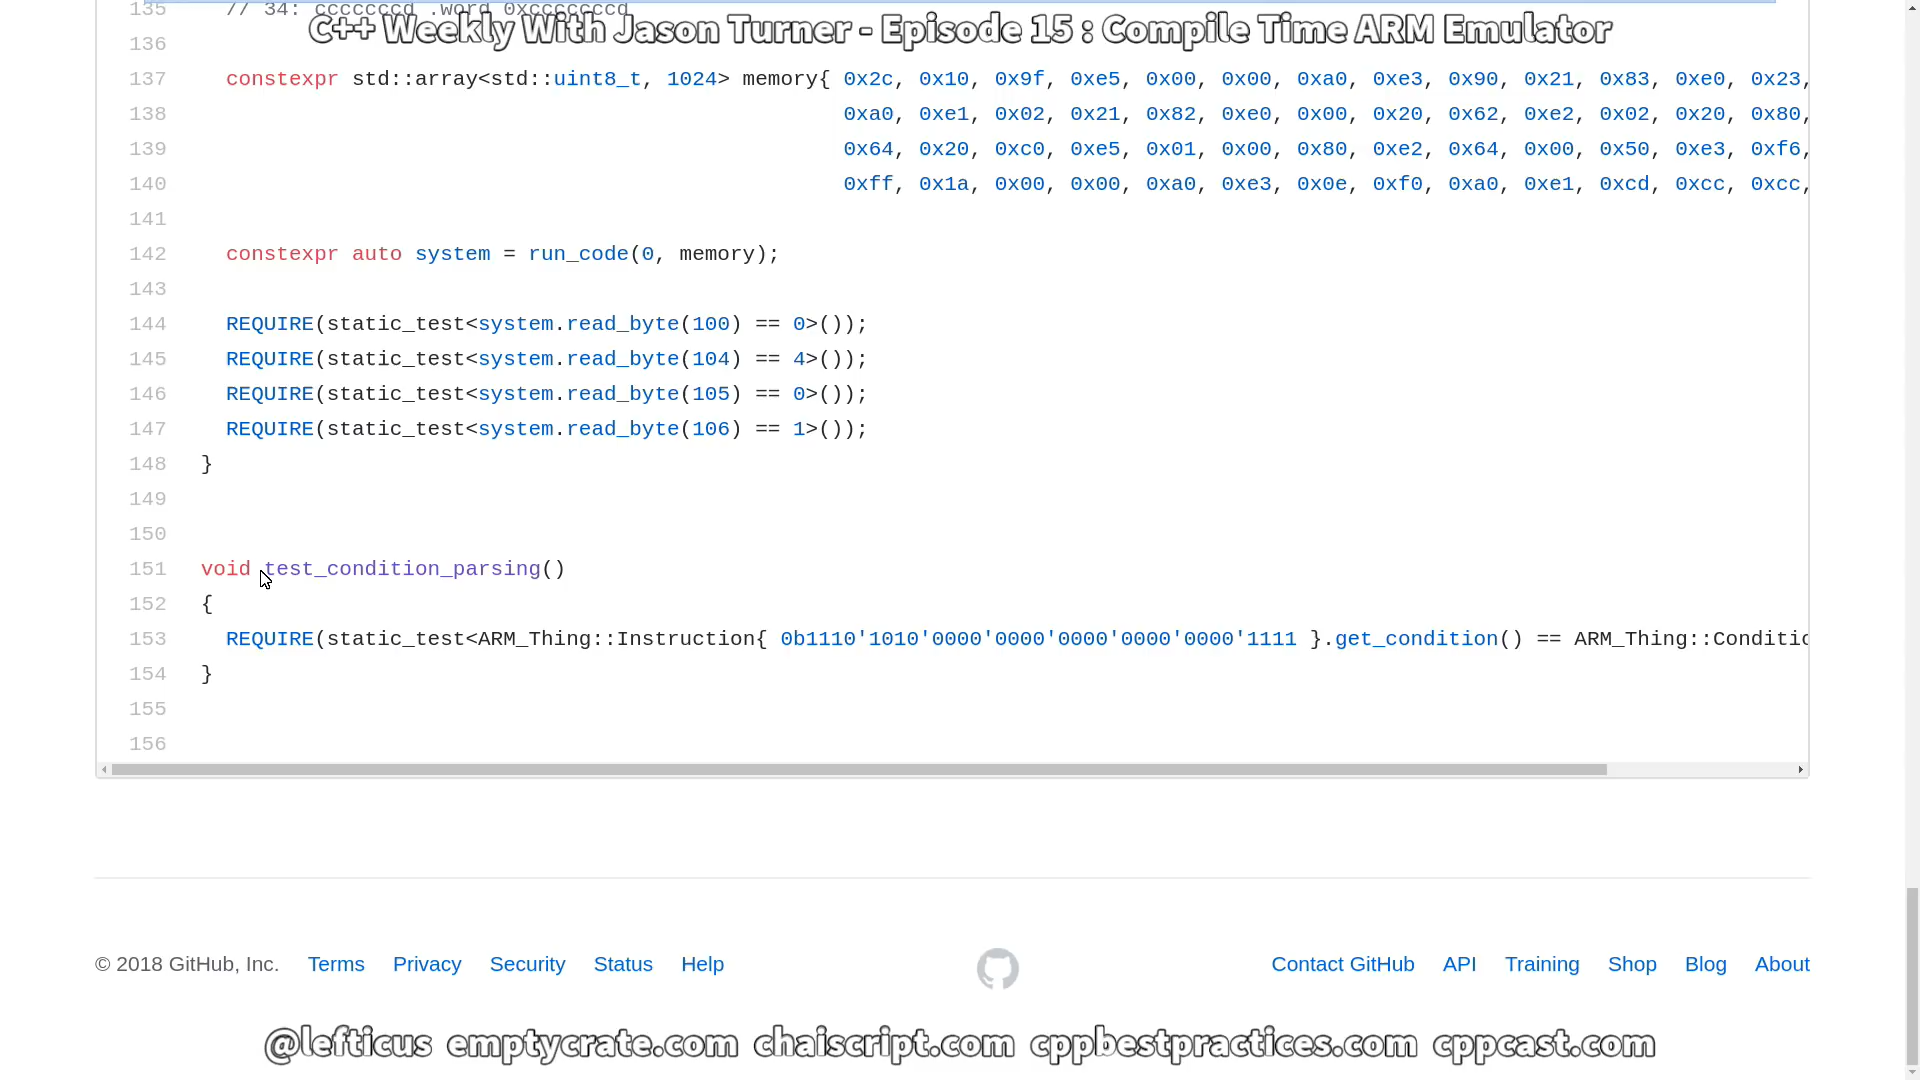 135 // 34: cccccccd .word 0xcccccccd
C++ Weekly With Jason Turner - Episode 15 : Compile Time ARM Emulator
136
137 constexpr std::array<std::uint8_t, 1024> memory{ 0x2c, 0x10, 0x9f, 0xe5, 0x00, 0x00, 0xa0, 0xe3, 0x90, 0x21, 0x83, 0xe0, 0x23,
138 0xa0, 0xe1, 0x02, 0x21, 0x82, 0xe0, 0x00, 0x20, 0x62, 0xe2, 0x02, 0x20, 0x80,
139 0x64, 0x20, 0xc0, 0xe5, 0x01, 0x00, 0x80, 0xe2, 0x64, 0x00, 0x50, 0xe3, 0xf6,
140 0xff, 0x1a, 0x00, 0x00, 0xa0, 0xe3, 0x0e, 0xf0, 0xa0, 0xe1, 0xcd, 0xcc, 0xcc,
141
142 constexpr auto system = run_code(0, memory);
143
144 REQUIRE(static_test<system.read_byte(100) == 0>());
145 REQUIRE(static_test<system.read_byte(104) == 4>());
146 REQUIRE(static_test<system.read_byte(105) == 0>());
147 REQUIRE(static_test<system.read_byte(106) == 1>());
148 }
149
150
151 void test_condition_parsing()
152 {
153 REQUIRE(static_test<ARM_Thing::Instruction{ 0b1110'1010'0000'0000'0000'0000'0000'1111 }.get_condition() == ARM_Thing::Conditio
154 }
155
156
© 2018 GitHub, Inc. Terms Privacy Security Status Help Contact GitHub API Training Shop Blog About
@lefticus emptycrate.com chaiscript.com cppbestpractices.com cppcast.com